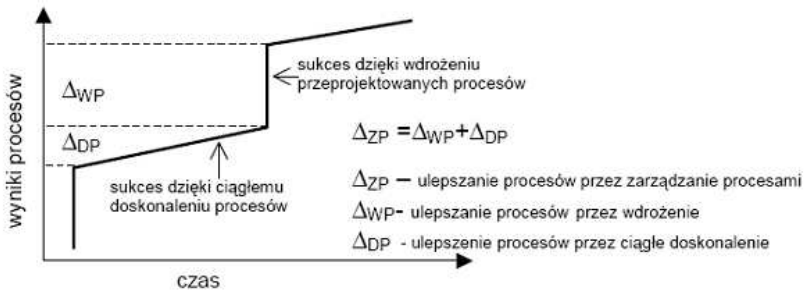 wyniki procesów
ΔWP
ΔDP
sukces dzięki wdrożeniu
przeprojektowanych procesów
sukces dzięki ciągłemu
doskonaleniu procesów
czas
ΔZP =ΔWP+ΔDP
ΔZP – ulepszanie procesów przez zarządzanie procesami
ΔWP- ulepszanie procesów przez wdrożenie
ΔDP - ulepszenie procesów przez ciągłe doskonalenie